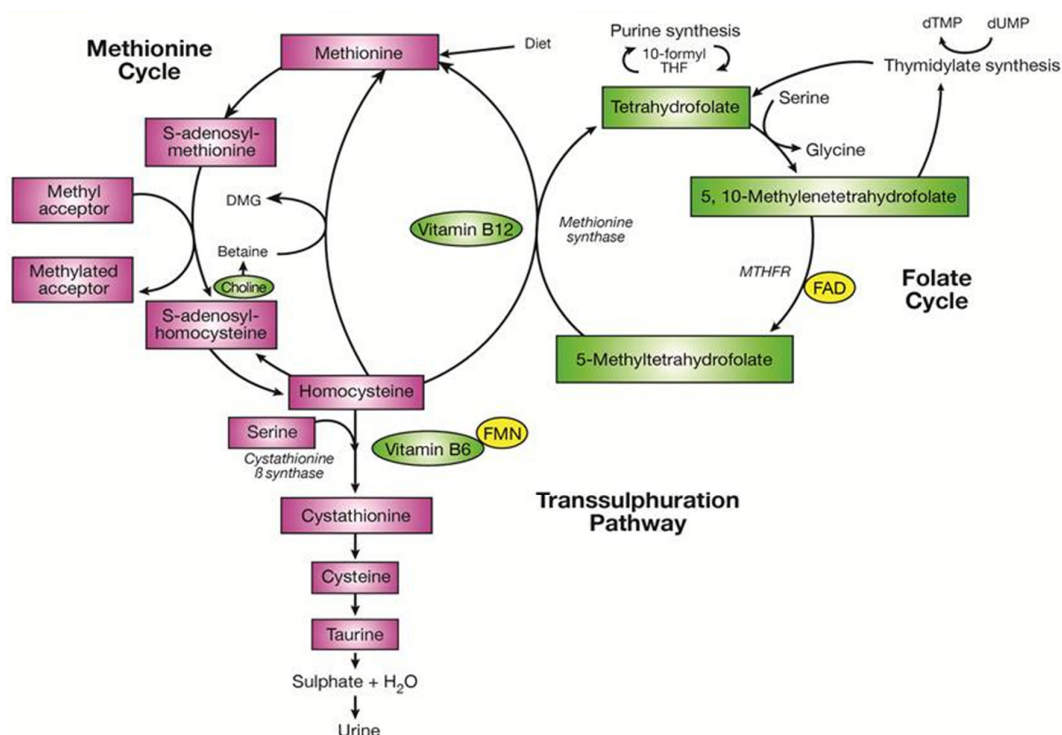 Methionine
Cycle
Methionine
Diet
S-adenosyl-
methionine
Methyl
acceptor
DMG
Betaine
Choline
Methylated
acceptor
S-adenosyl-
homocysteine
Homocysteine
Serine
Cystathionine
ß synthase
Vitamin B6
FMN
Cystathionine
Cysteine
Taurine
Sulphate + H₂O
Urine
Transsulphuration
Pathway
Vitamin B12
Methionine
synthase
Purine synthesis
10-formyl
THF
Tetrahydrofolate
Serine
Glycine
dTMP
dUMP
Thymidylate synthesis
5, 10-Methylenetetrahydrofolate
MTHFR
FAD
Folate
Cycle
5-Methyltetrahydrofolate